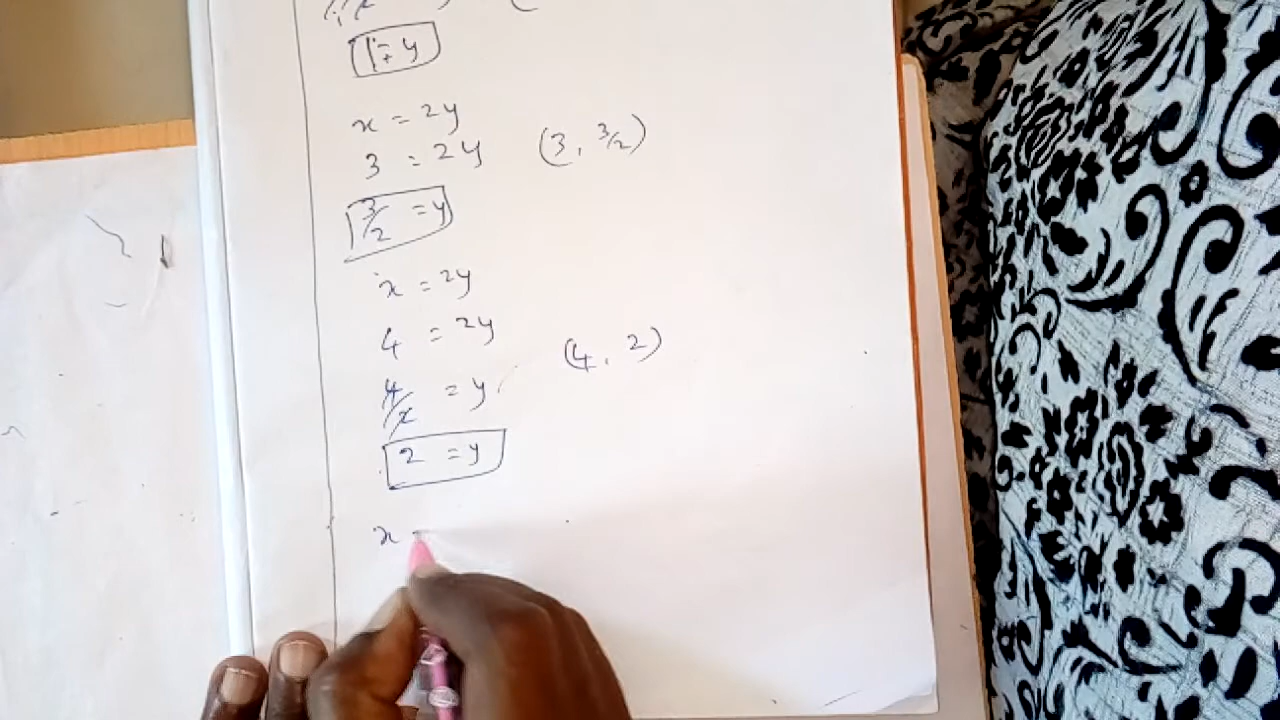 1 = y
x = 2y
3 = 2y (3, 3/2)
3/2 = y
x = 2y
4 = 2y
(4, 2)
4/2 = y
2 = y
x =